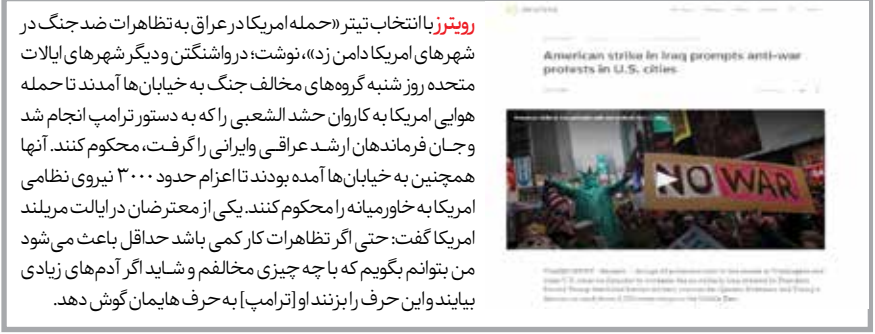 رویترز با انتخاب تیتر «حمله امریکا در عراق به تظاهرات ضد جنگ در
شهرهای امریکا دامن زد»، نوشت: در واشنگتن و دیگر شهرهای ایالات
متحده روز شنبه گروه‌های مخالف جنگ به خیابان‌ها آمدند تا حمله
هوایی امریکا به کاروان حشد الشعبی را که به دستور ترامپ انجام شد
و جان فرماندهان ارشد عراقی وایرانی را گرفت، محکوم کنند. آنها
همچنین به خیابان‌ها آمده بودند تا اعزام حدود ۳۰۰۰ نیروی نظامی
امریکا به خاورمیانه را محکوم کنند. یکی از معترضان در ایالت مریلند
امریکا گفت: حتی اگر تظاهرات کار کمی باشد حداقل باعث می‌شود
من بتوانم بگویم که با چه چیزی مخالفم و شاید اگر آدم‌های زیادی
بیایند و این حرف را بزنند او [ترامپ] به حرف هایمان گوش دهد.
American strike in Iraq prompts anti-war
protests in U.S. cities
NO WAR